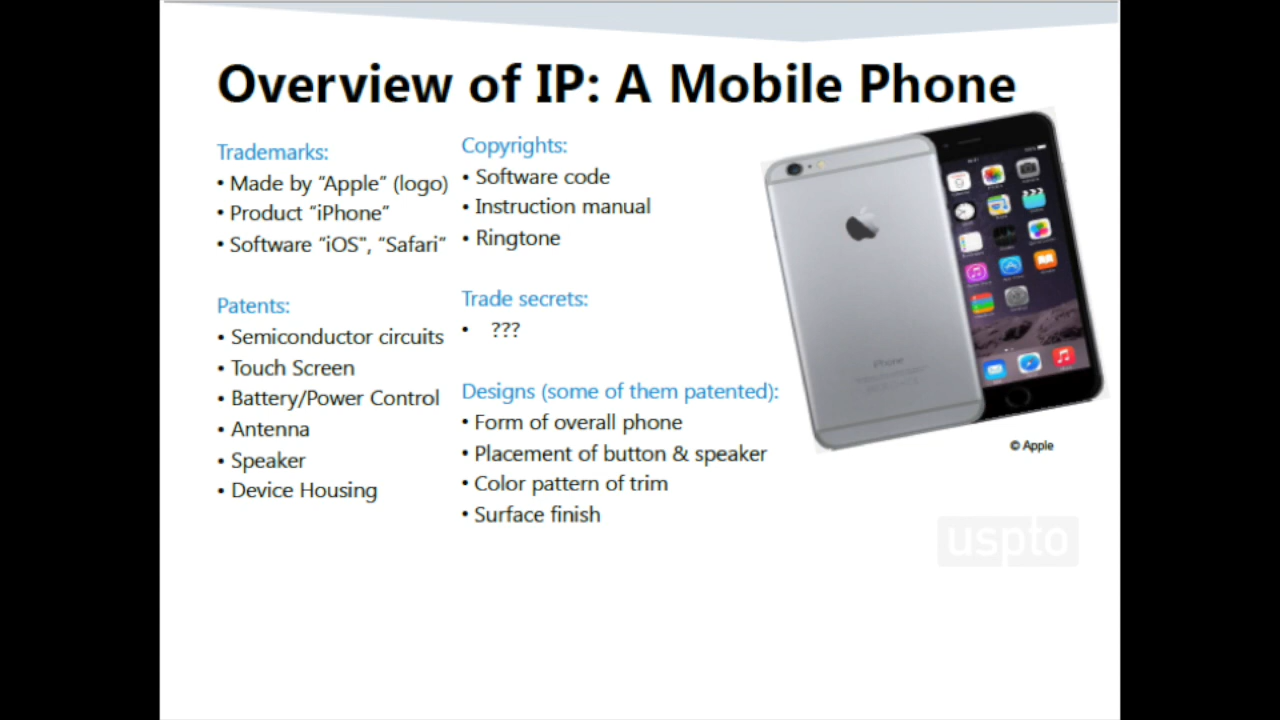 Overview of IP: A Mobile Phone
Trademarks:
• Made by “Apple” (logo)
• Product “iPhone”
• Software “iOS”, “Safari”
Patents:
• Semiconductor circuits
• Touch Screen
• Battery/Power Control
• Antenna
• Speaker
• Device Housing
Copyrights:
• Software code
• Instruction manual
• Ringtone
Trade secrets:
• ???
Designs (some of them patented):
• Form of overall phone
• Placement of button & speaker
• Color pattern of trim
• Surface finish
iPhone
© Apple
uspto